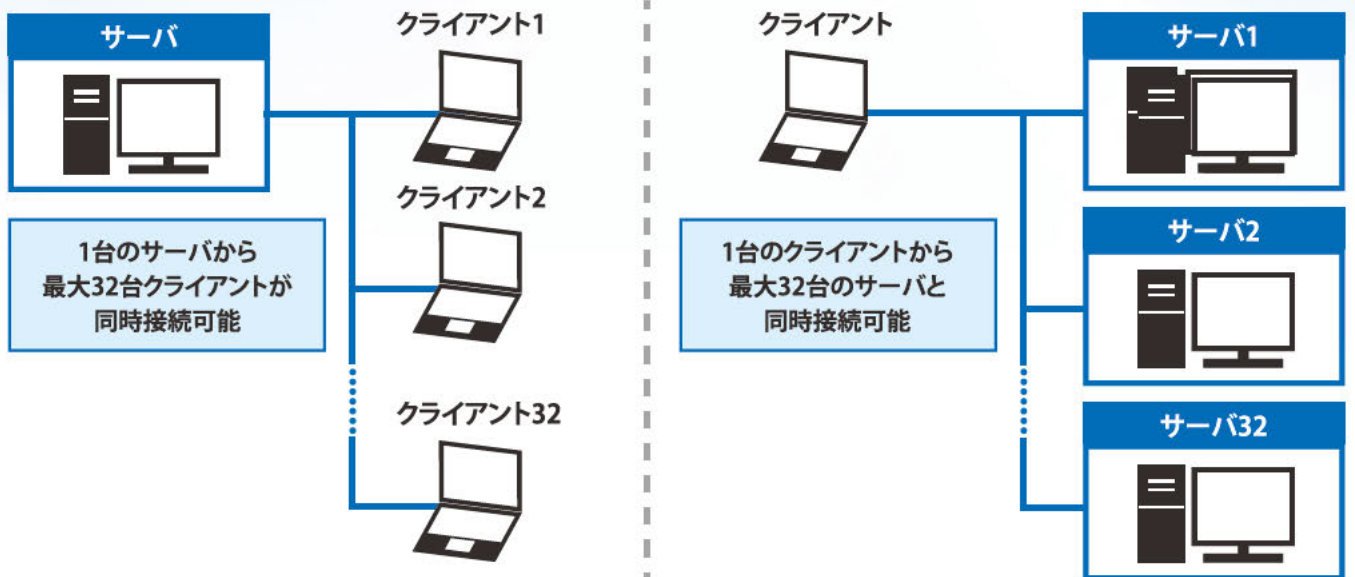 サーバ
クライアント1
クライアント2
1台のサーバから
最大32台クライアントが
同時接続可能
クライアント32
クライアント
サーバ1
1台のクライアントから
最大32台のサーバと
同時接続可能
サーバ2
サーバ32